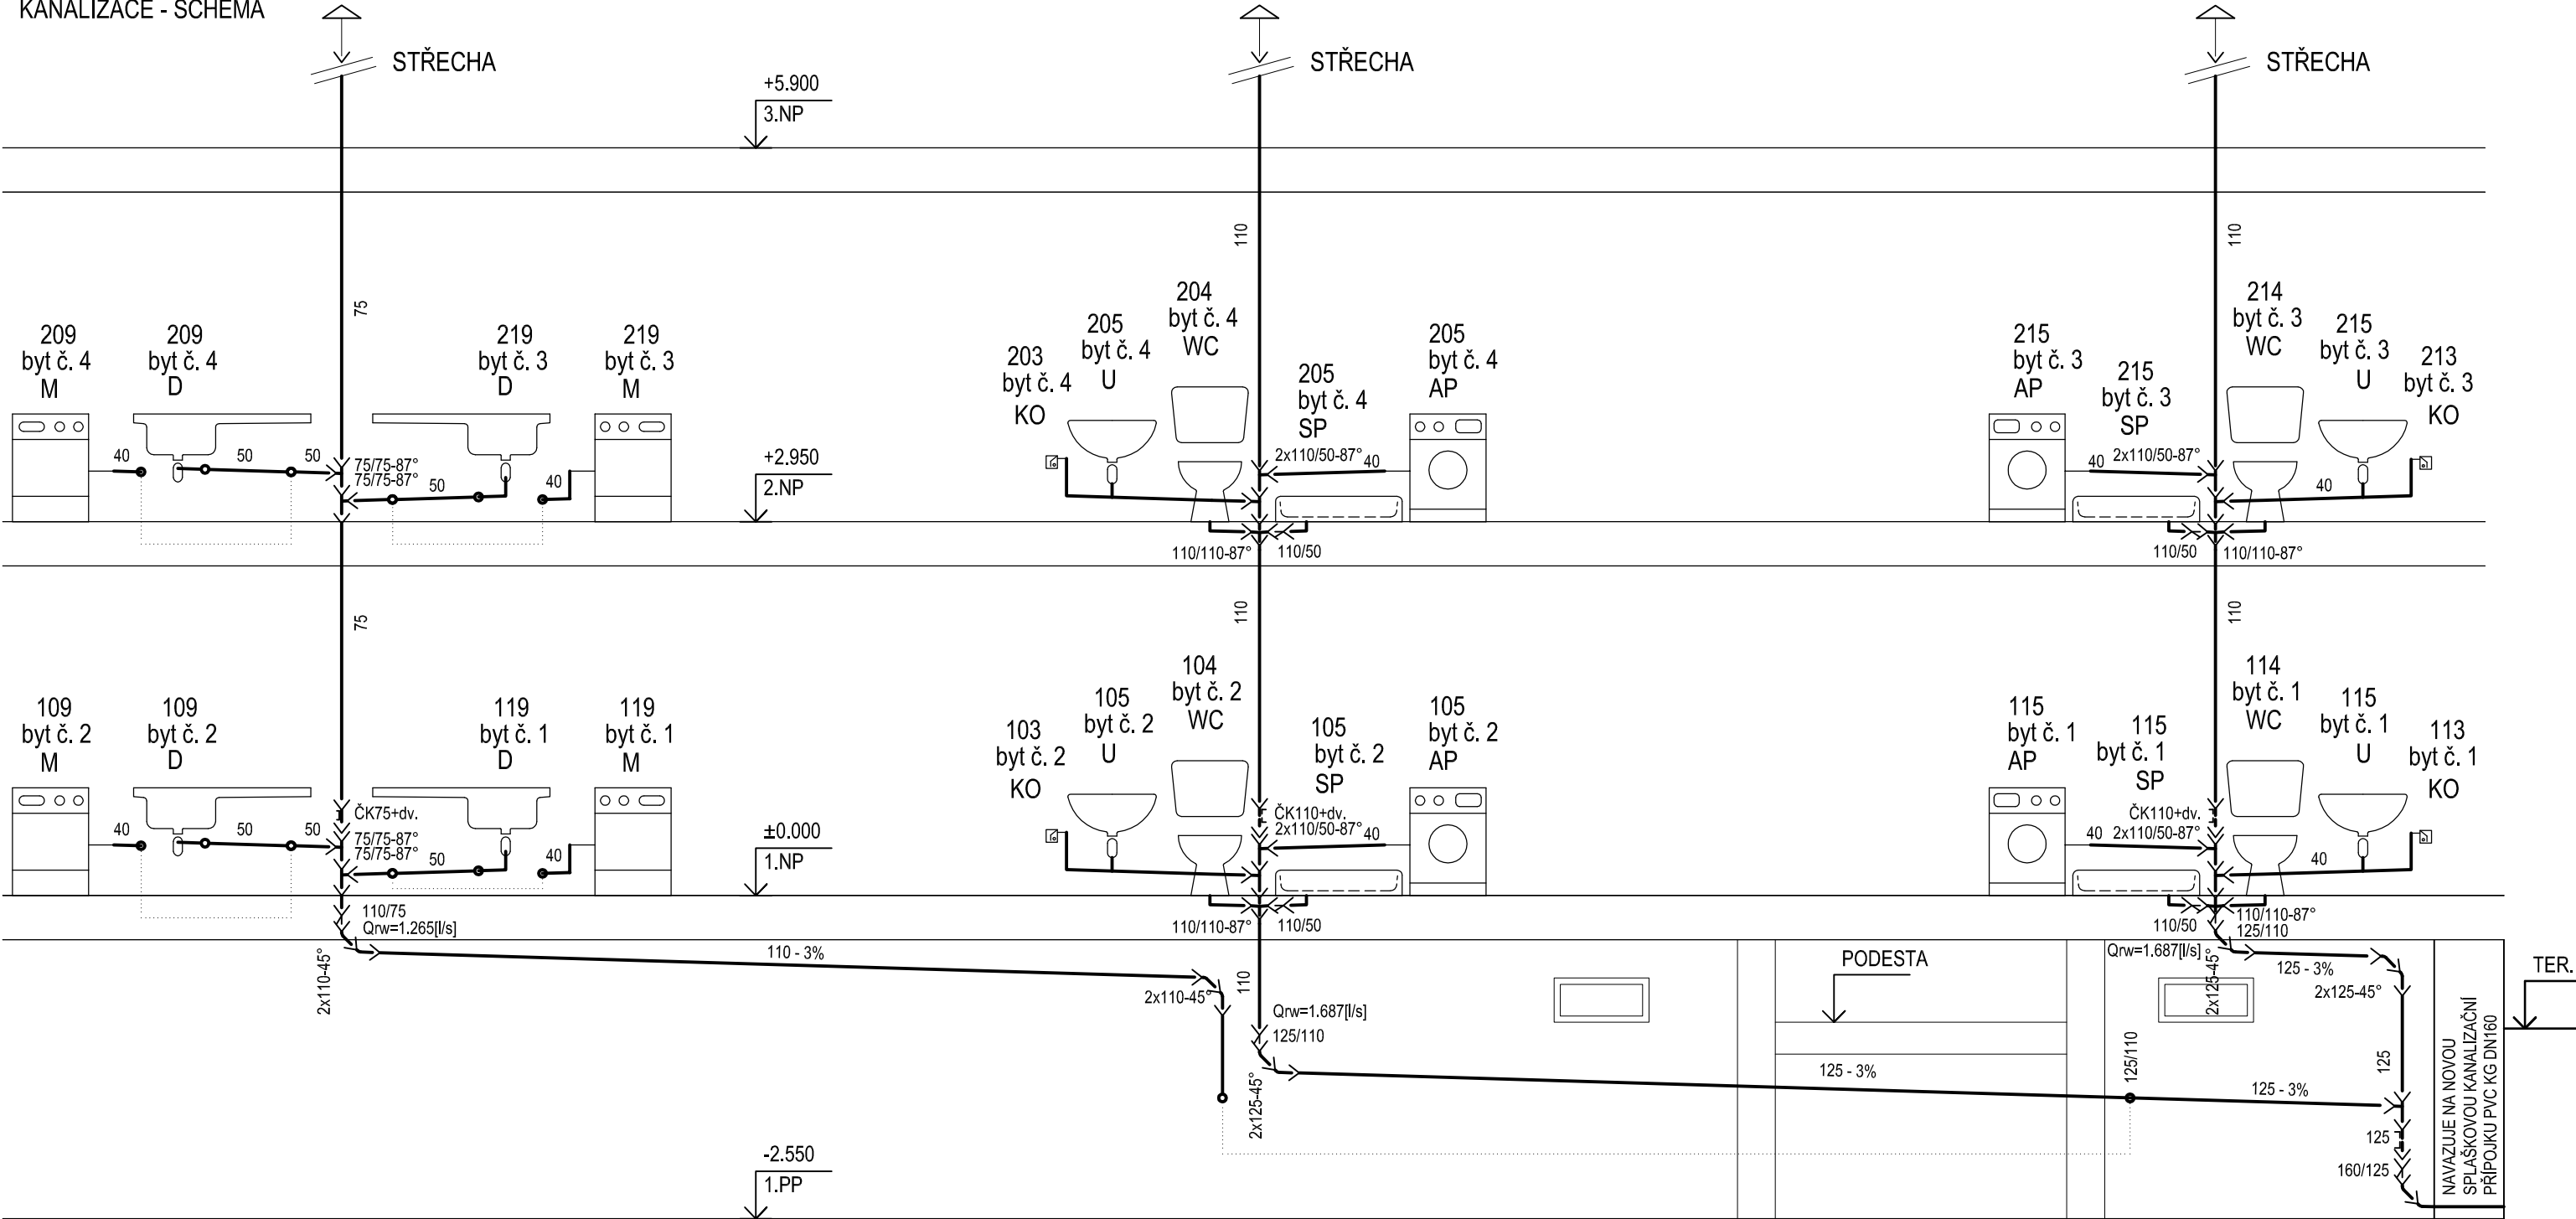 KANALIZACE - SCHEMA
STŘECHA
STŘECHA
STŘECHA
+5.900
3.NP
75
110
110
209
byt č. 4
M
209
byt č. 4
D
219
byt č. 3
D
219
byt č. 3
M
203
byt č. 4
KO
205
byt č. 4
U
204
byt č. 4
WC
205
byt č. 4
SP
205
byt č. 4
AP
215
byt č. 3
AP
215
byt č. 3
SP
214
byt č. 3
WC
215
byt č. 3
U
213
byt č. 3
KO
40
50
50
75/75-87°
75/75-87°
50
40
+2.950
2.NP
2x110/50-87°
40
40
2x110/50-87°
40
110/110-87°
110/50
110/50
110/110-87°
75
110
110
109
byt č. 2
M
109
byt č. 2
D
119
byt č. 1
D
119
byt č. 1
M
103
byt č. 2
KO
105
byt č. 2
U
104
byt č. 2
WC
105
byt č. 2
SP
105
byt č. 2
AP
115
byt č. 1
AP
115
byt č. 1
SP
114
byt č. 1
WC
115
byt č. 1
U
113
byt č. 1
KO
40
50
50
ČK75+dv.
75/75-87°
75/75-87°
50
40
±0.000
1.NP
ČK110+dv.
2x110/50-87°
40
ČK110+dv.
40
2x110/50-87°
40
110/75
Qrw=1.265[l/s]
2x110-45°
110 - 3%
110/110-87°
110/50
110/50
110/110-87°
125/110
2x110-45°
110
Qrw=1.687[l/s]
125/110
2x125-45°
PODESTA
125 - 3%
125/110
Qrw=1.687[l/s]
2x125-45°
125 - 3%
2x125-45°
125
125 - 3%
125
160/125
NAVAZUJE NA NOVOU
SPLAŠKOVOU KANALIZAČNÍ
PŘÍPOJKU PVC KG DN160
TER.
-2.550
1.PP